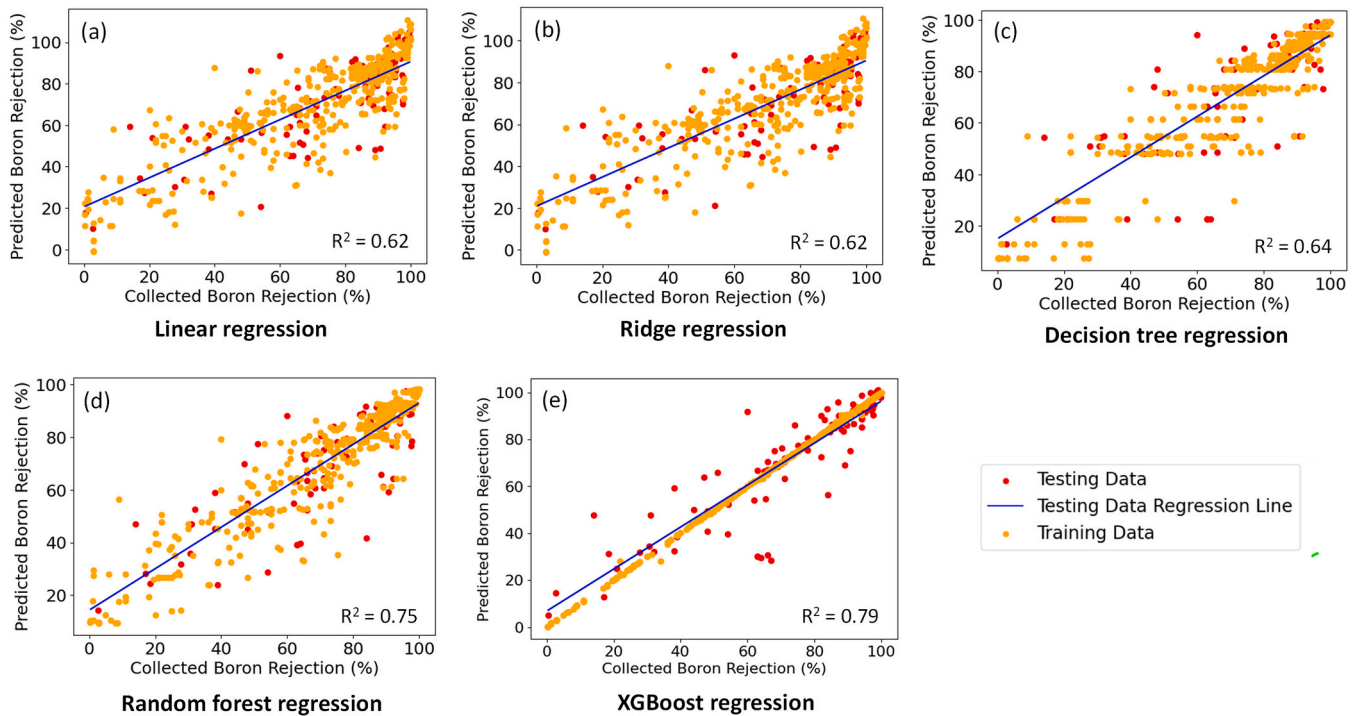 (a)
Predicted Boron Rejection (%)
100
80
60
40
20
0
R² = 0.62
0 20 40 60 80 100
Collected Boron Rejection (%)
Linear regression
(b)
Predicted Boron Rejection (%)
100
80
60
40
20
0
R² = 0.62
0 20 40 60 80 100
Collected Boron Rejection (%)
Ridge regression
(c)
Predicted Boron Rejection (%)
100
80
60
40
20
R² = 0.64
0 20 40 60 80 100
Collected Boron Rejection (%)
Decision tree regression
(d)
Predicted Boron Rejection (%)
100
80
60
40
20
R² = 0.75
0 20 40 60 80 100
Collected Boron Rejection (%)
Random forest regression
(e)
Predicted Boron Rejection (%)
100
80
60
40
20
0
R² = 0.79
0 20 40 60 80 100
Collected Boron Rejection (%)
XGBoost regression
Testing Data
Testing Data Regression Line
Training Data